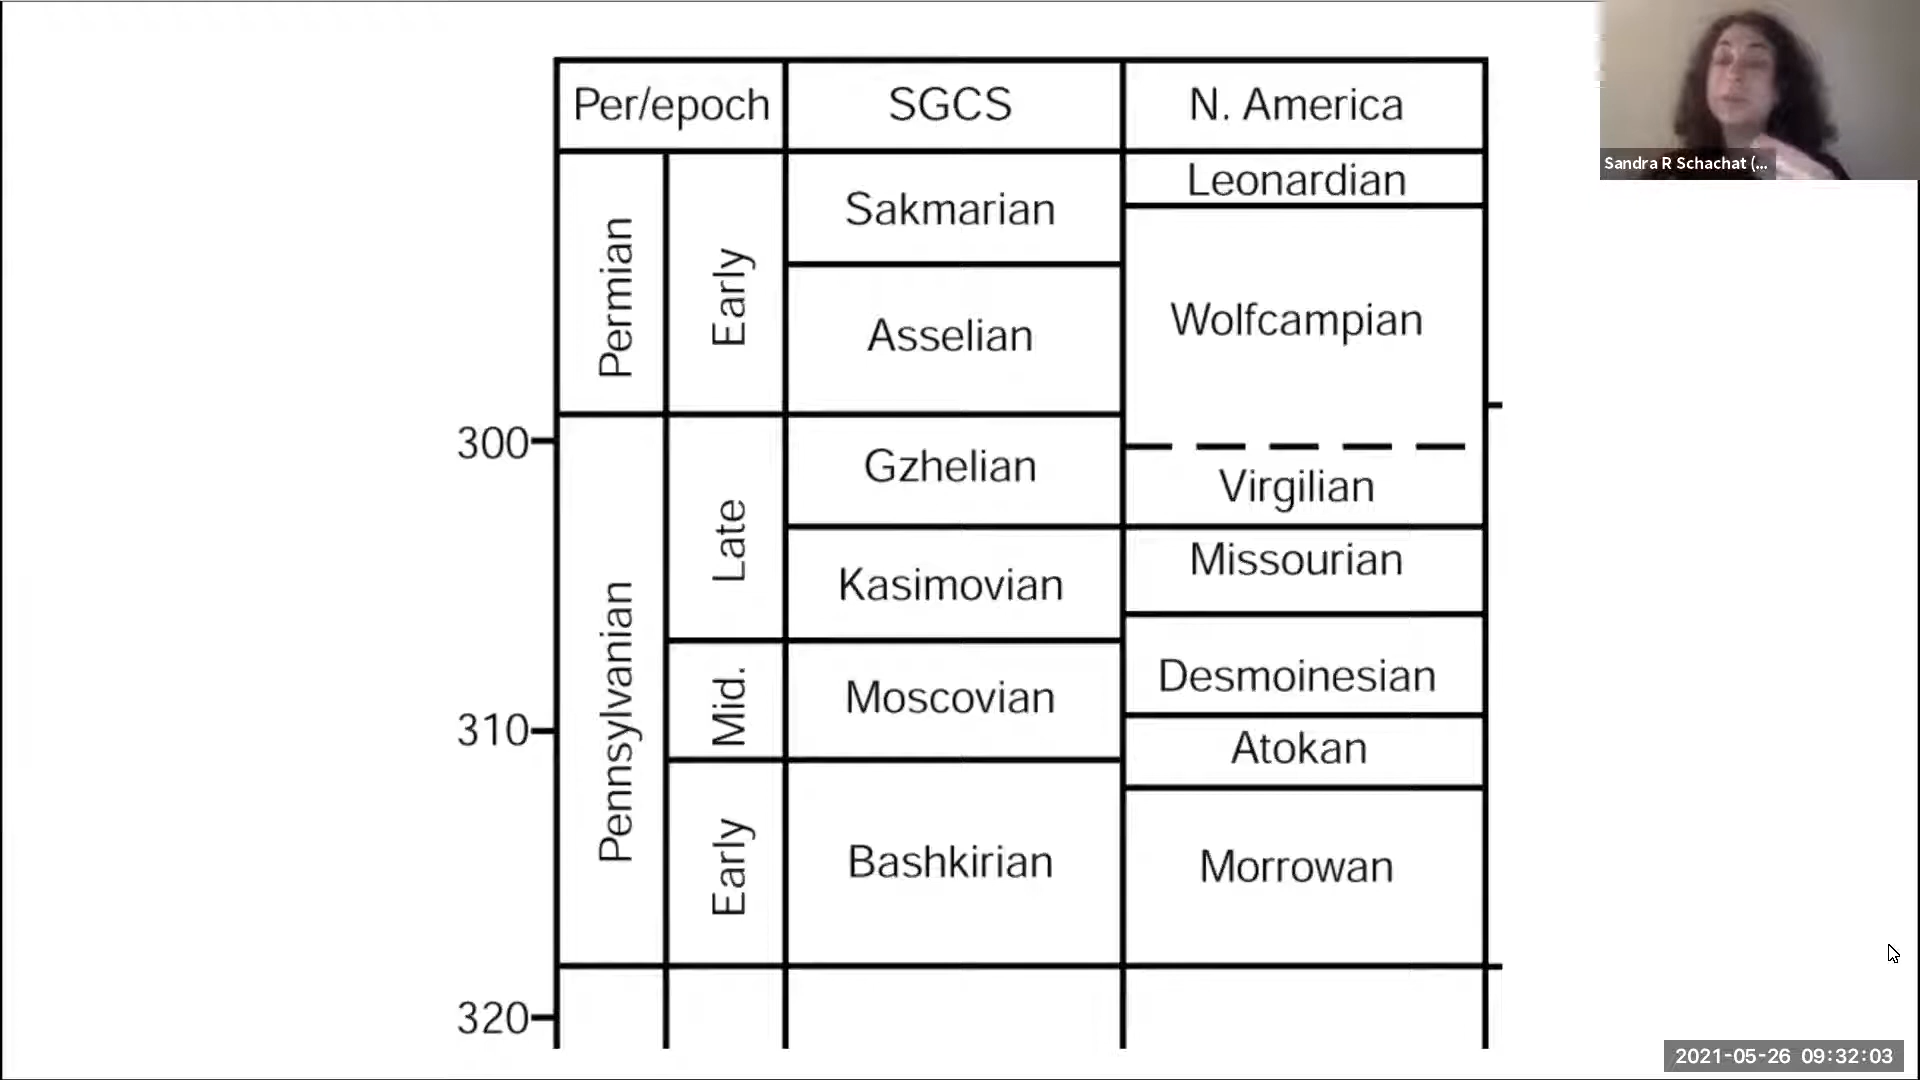 Per/epoch
SGCS
N. America
Sandra R Schachat (...
Permian
Early
Sakmarian
Leonardian
Asselian
Wolfcampian
300
Pennsylvanian
Late
Gzhelian
Virgilian
Kasimovian
Missourian
310
Mid.
Moscovian
Desmoinesian
Atokan
Early
Bashkirian
Morrowan
320
2021-05-26 09:32:03